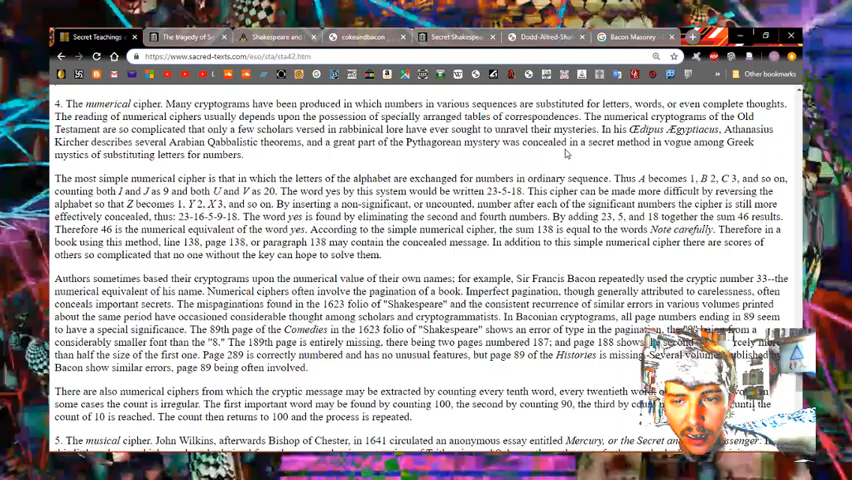 Secret Teachings
The tragedy of S
Shakespeare and
cokeandbacon
Secret Shakespe
Dodd-Alfred-Sha
Bacon Masonry -
https://www.sacred-texts.com/eso/sta/sta42.htm
Other bookmarks
4. The numerical cipher. Many cryptograms have been produced in which numbers in various sequences are substituted for letters, words, or even complete thoughts.
The reading of numerical ciphers usually depends upon the possession of specially arranged tables of correspondences. The numerical cryptograms of the Old
Testament are so complicated that only a few scholars versed in rabbinical lore have ever sought to unravel their mysteries. In his Œdipus Ægyptiacus, Athanasius
Kircher describes several Arabian Qabbalistic theorems, and a great part of the Pythagorean mystery was concealed in a secret method in vogue among Greek
mystics of substituting letters for numbers.
The most simple numerical cipher is that in which the letters of the alphabet are exchanged for numbers in ordinary sequence. Thus A becomes 1, B 2, C 3, and so on,
counting both I and J as 9 and both U and V as 20. The word yes by this system would be written 23-5-18. This cipher can be made more difficult by reversing the
alphabet so that Z becomes 1, Y 2, X 3, and so on. By inserting a non-significant, or uncounted, number after each of the significant numbers the cipher is still more
effectively concealed, thus: 23-16-5-9-18. The word yes is found by eliminating the second and fourth numbers. By adding 23, 5, and 18 together the sum 46 results.
Therefore 46 is the numerical equivalent of the word yes. According to the simple numerical cipher, the sum 138 is equal to the words Note carefully. Therefore in a
book using this method, line 138, page 138, or paragraph 138 may contain the concealed message. In addition to this simple numerical cipher there are scores of
others so complicated that no one without the key can hope to solve them.
Authors sometimes based their cryptograms upon the numerical value of their own names; for example, Sir Francis Bacon repeatedly used the cryptic number 33--the
numerical equivalent of his name. Numerical ciphers often involve the pagination of a book. Imperfect pagination, though generally attributed to carelessness, often
conceals important secrets. The mispaginations found in the 1623 folio of "Shakespeare" and the consistent recurrence of similar errors in various volumes printed
about the same period have occasioned considerable thought among scholars and cryptogrammatists. In Baconian cryptograms, all page numbers ending in 89 seem
to have a special significance. The 89th page of the Comedies in the 1623 folio of "Shakespeare" shows an error of type in the pagination, the "9" being from a
considerably smaller font than the "8." The 189th page is entirely missing, there being two pages numbered 187; and page 188 shows the second scarcely more
than half the size of the first one. Page 289 is correctly numbered and has no unusual features, but page 89 of the Histories is missing. Several volumes published by
Bacon show similar errors, page 89 being often involved.
There are also numerical ciphers from which the cryptic message may be extracted by counting every tenth word, every twentieth word,
some cases the count is irregular. The first important word may be found by counting 100, the second by counting 90, the third by until the
count of 10 is reached. The count then returns to 100 and the process is repeated.
5. The musical cipher. John Wilkins, afterwards Bishop of Chester, in 1641 circulated an anonymous essay entitled Mercury, or the Secret and